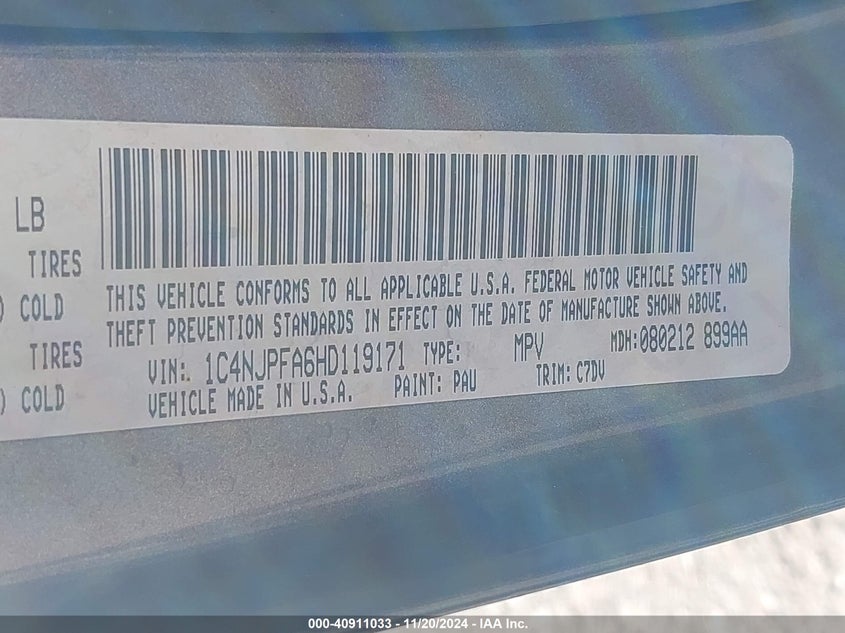 LB
TIRES
) COLD
TIRES
) COLD
THIS VEHICLE CONFORMS TO ALL APPLICABLE U.S.A. FEDERAL MOTOR VEHICLE SAFETY AND
THEFT PREVENTION STANDARDS IN EFFECT ON THE DATE OF MANUFACTURE SHOWN ABOVE.
VIN: 1C4NJPFA6HD119171 TYPE: MPV MDH:080212 899AA
VEHICLE MADE IN U.S.A. PAINT: PAU TRIM: C7DV
000-40911033 — 11/20/2024 — IAA Inc.